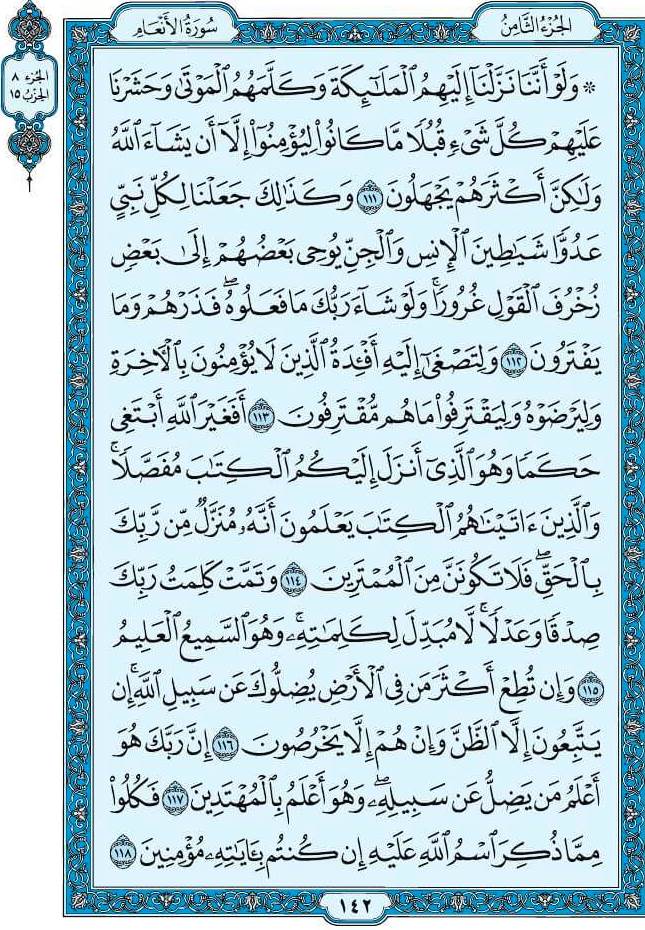 الجُزْءُ الثَّامِنُ
سُورَةُ الأَنْعَامِ
الجزء ٨
الحزب ١٥
۞ وَلَوۡ أَنَّنَا نَزَّلۡنَآ إِلَيۡهِمُ ٱلۡمَلَٰٓئِكَةَ وَكَلَّمَهُمُ ٱلۡمَوۡتَىٰ وَحَشَرۡنَا
عَلَيۡهِمۡ كُلَّ شَيۡءٖ قُبُلٗا مَّا كَانُواْ لِيُؤۡمِنُوٓاْ إِلَّآ أَن يَشَآءَ ٱللَّهُ
وَلَٰكِنَّ أَكۡثَرَهُمۡ يَجۡهَلُونَ ١١١ وَكَذَٰلِكَ جَعَلۡنَا لِكُلِّ نَبِيٍّ
عَدُوّٗا شَيَٰطِينَ ٱلۡإِنسِ وَٱلۡجِنِّ يُوحِي بَعۡضُهُمۡ إِلَىٰ بَعۡضٖ
زُخۡرُفَ ٱلۡقَوۡلِ غُرُورٗاۚ وَلَوۡ شَآءَ رَبُّكَ مَا فَعَلُوهُۖ فَذَرۡهُمۡ وَمَا
يَفۡتَرُونَ ١١٢ وَلِتَصۡغَىٰٓ إِلَيۡهِ أَفۡـِٔدَةُ ٱلَّذِينَ لَا يُؤۡمِنُونَ بِٱلۡأٓخِرَةِ
وَلِيَرۡضَوۡهُ وَلِيَقۡتَرِفُواْ مَا هُم مُّقۡتَرِفُونَ ١١٣ أَفَغَيۡرَ ٱللَّهِ أَبۡتَغِي
حَكَمٗا وَهُوَ ٱلَّذِيٓ أَنزَلَ إِلَيۡكُمُ ٱلۡكِتَٰبَ مُفَصَّلٗاۚ
وَٱلَّذِينَ ءَاتَيۡنَٰهُمُ ٱلۡكِتَٰبَ يَعۡلَمُونَ أَنَّهُۥ مُنَزَّلٞ مِّن رَّبِّكَ
بِٱلۡحَقِّۖ فَلَا تَكُونَنَّ مِنَ ٱلۡمُمۡتَرِينَ ١١٤ وَتَمَّتۡ كَلِمَتُ رَبِّكَ
صِدۡقٗا وَعَدۡلٗاۚ لَّا مُبَدِّلَ لِكَلِمَٰتِهِۦۚ وَهُوَ ٱلسَّمِيعُ ٱلۡعَلِيمُ
١١٥ وَإِن تُطِعۡ أَكۡثَرَ مَن فِي ٱلۡأَرۡضِ يُضِلُّوكَ عَن سَبِيلِ ٱللَّهِۚ إِن
يَتَّبِعُونَ إِلَّا ٱلظَّنَّ وَإِنۡ هُمۡ إِلَّا يَخۡرُصُونَ ١١٦ إِنَّ رَبَّكَ هُوَ
أَعۡلَمُ مَن يَضِلُّ عَن سَبِيلِهِۦۖ وَهُوَ أَعۡلَمُ بِٱلۡمُهۡتَدِينَ ١١٧ فَكُلُواْ
مِمَّا ذُكِرَ ٱسۡمُ ٱللَّهِ عَلَيۡهِ إِن كُنتُم بِـَٔايَٰتِهِۦ مُؤۡمِنِينَ ١١٨
١٤٢